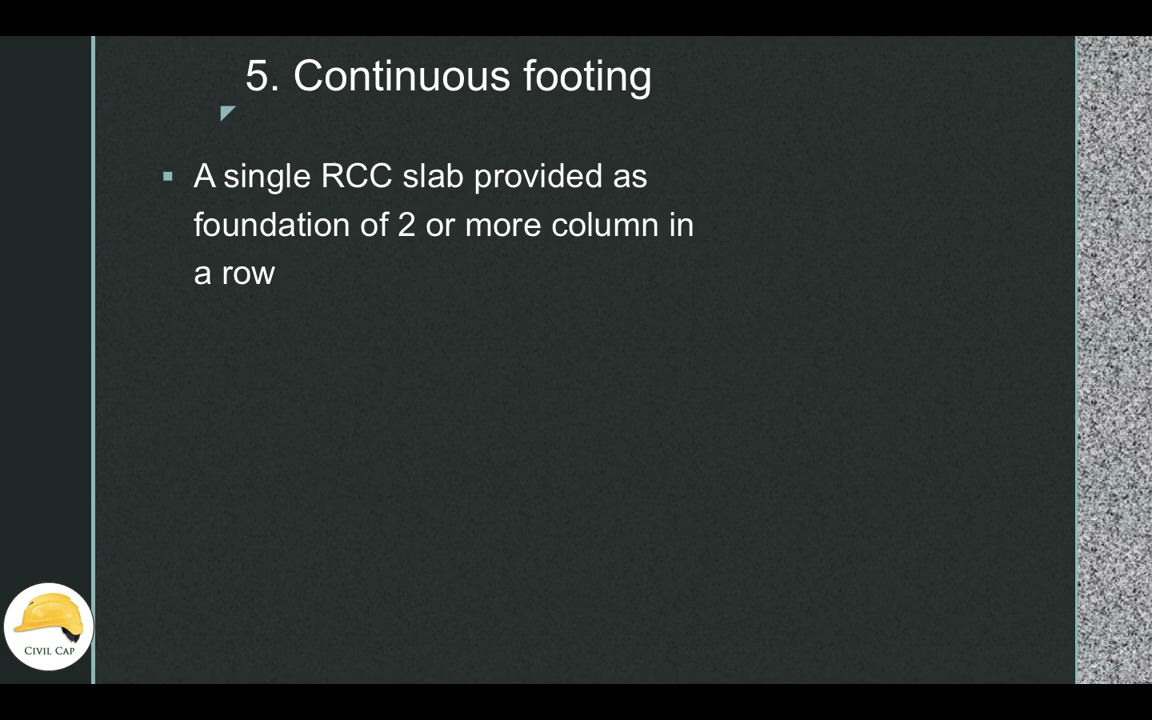 5. Continuous footing
A single RCC slab provided as
foundation of 2 or more column in
a row
CIVIL CAP